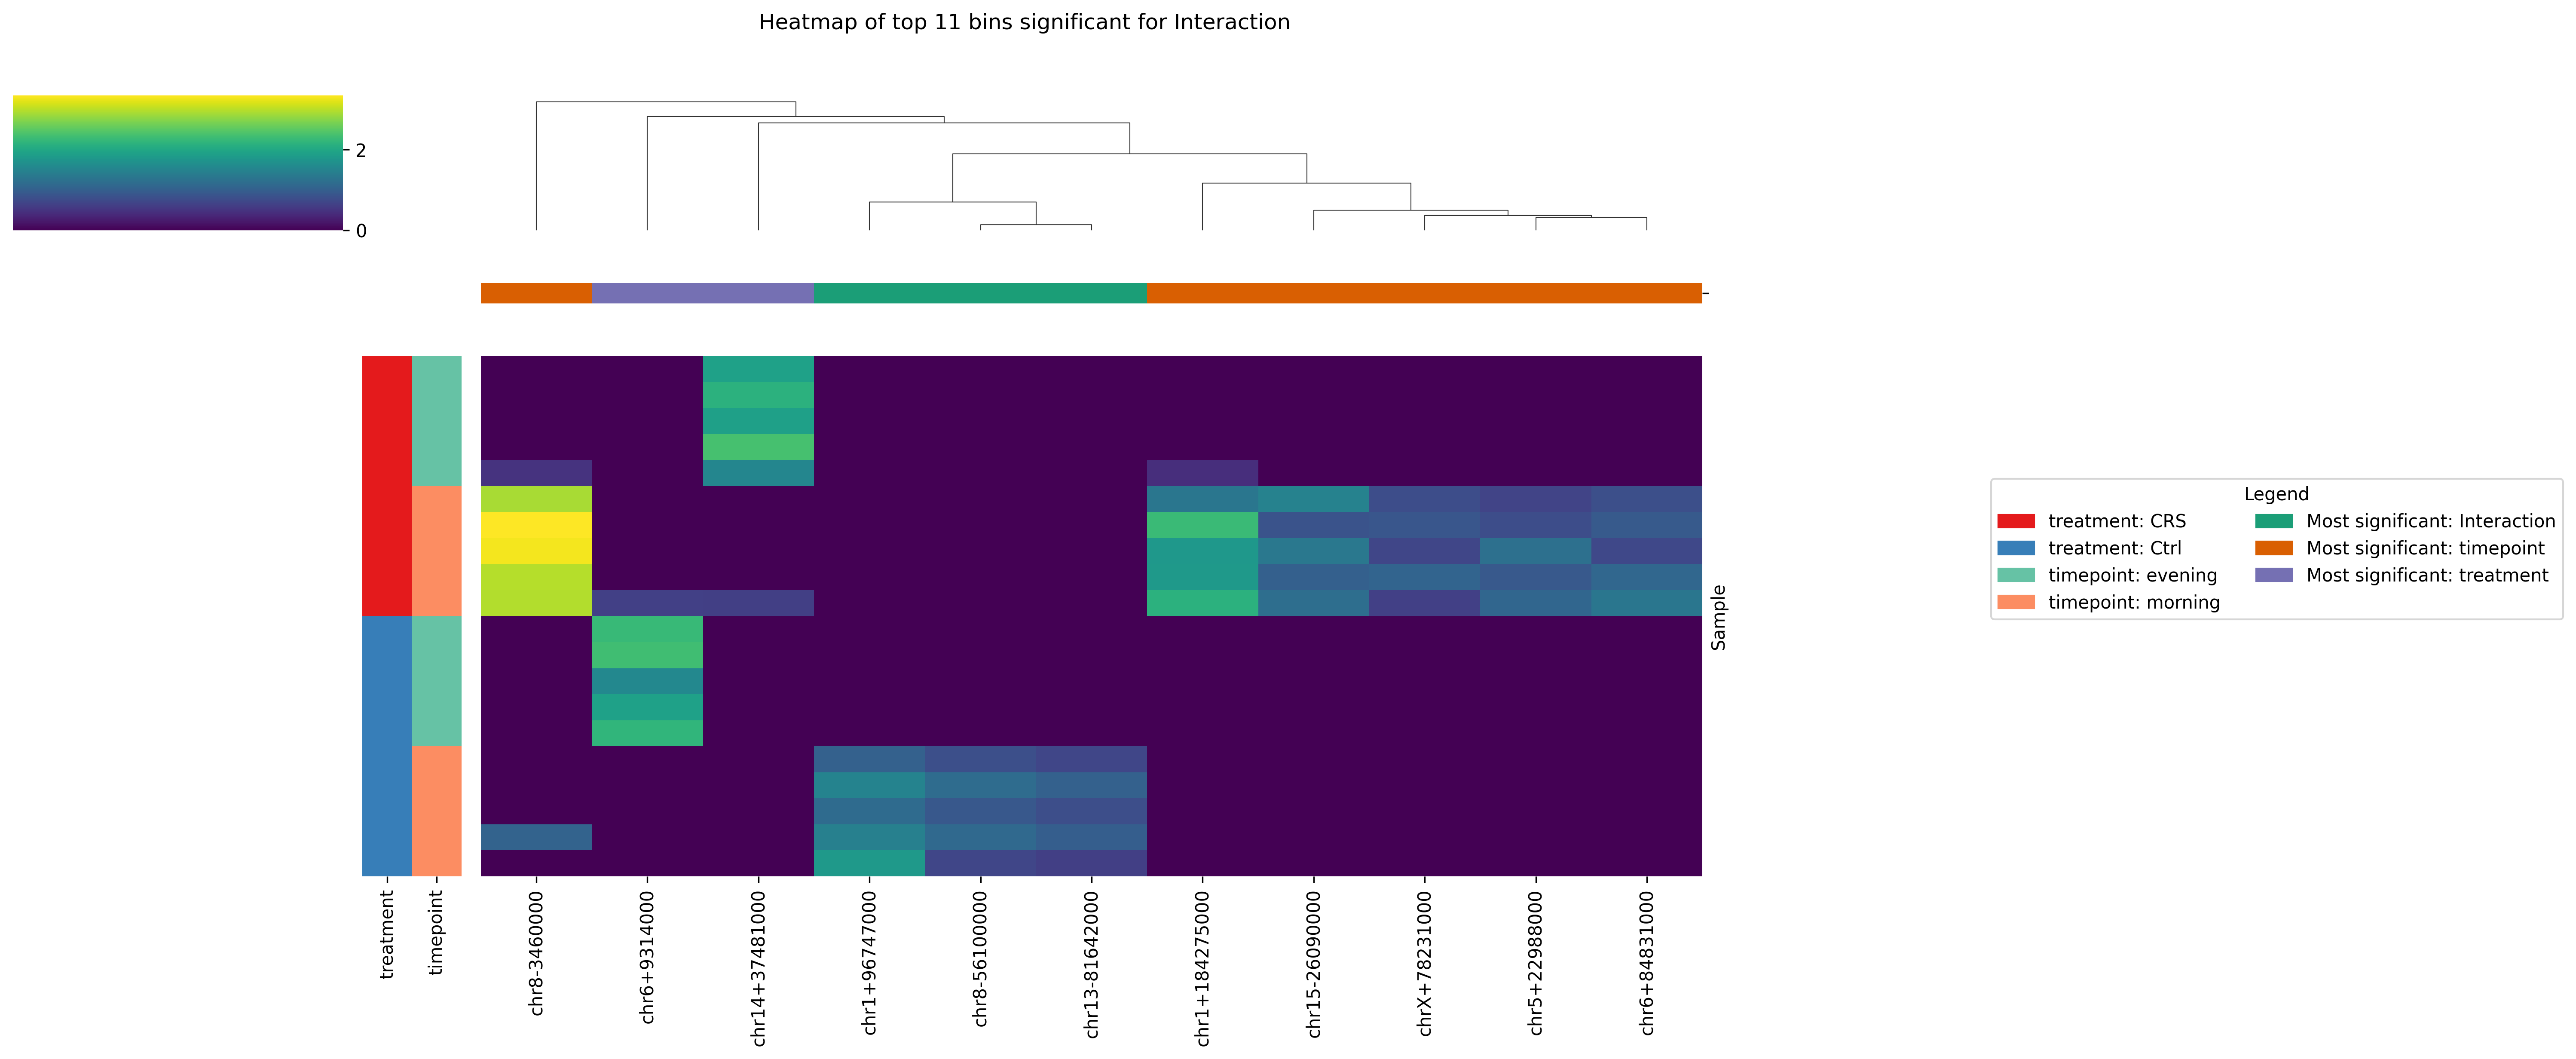 Heatmap of top 11 bins significant for Interaction
2
0
Legend
treatment: CRS
treatment: Ctrl
timepoint: evening
timepoint: morning
Most significant: Interaction
Most significant: timepoint
Most significant: treatment
Sample
treatment
timepoint
chr8-3460000
chr6+9314000
chr14+37481000
chr1+96747000
chr8-56100000
chr13-81642000
chr1+184275000
chr15-26090000
chrX+78231000
chr5+22988000
chr6+84831000